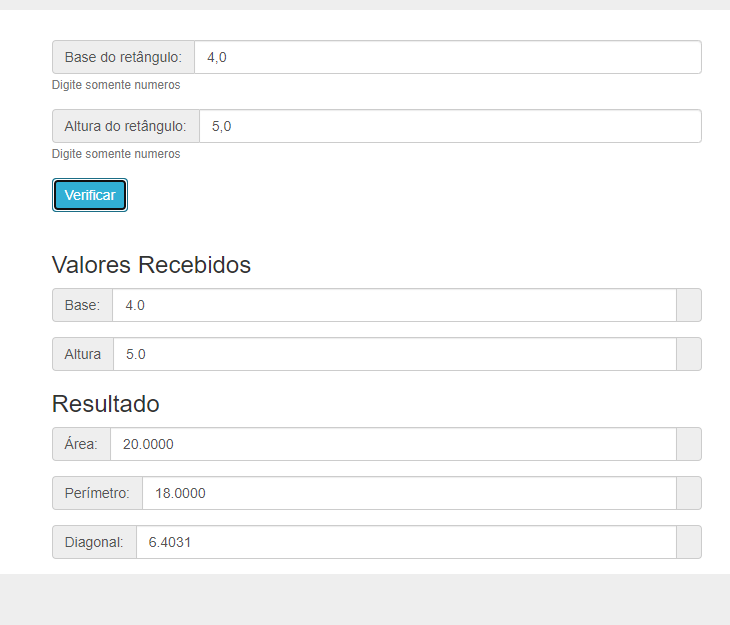 Base do retângulo: 4,0
Digite somente numeros
Altura do retângulo: 5,0
Digite somente numeros
Verificar
Valores Recebidos
Base: 4.0
Altura 5.0
Resultado
Área: 20.0000
Perímetro: 18.0000
Diagonal: 6.4031